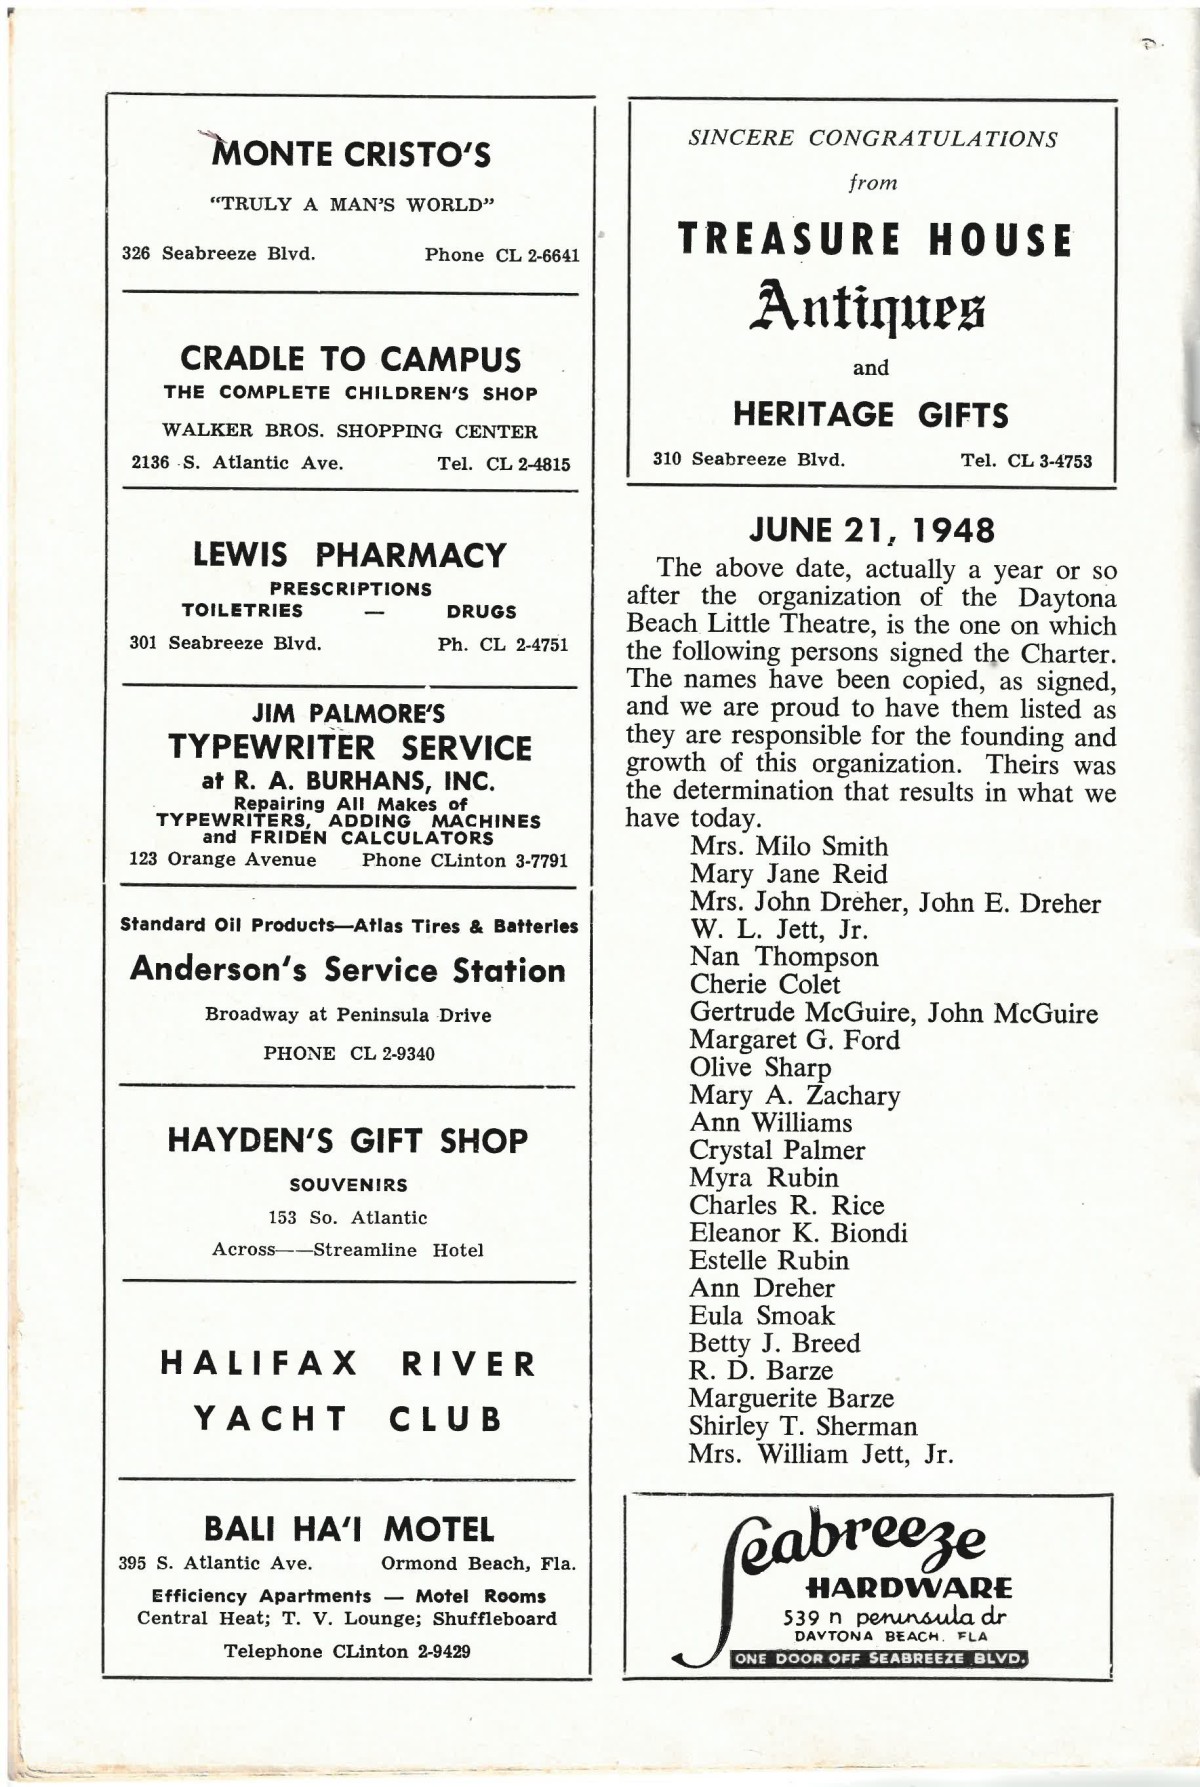 MONTE CRISTO'S
"TRULY A MAN'S WORLD"
326 Seabreeze Blvd. Phone CL 2-6641
CRADLE TO CAMPUS
THE COMPLETE CHILDREN'S SHOP
WALKER BROS. SHOPPING CENTER
2136 S. Atlantic Ave. Tel. CL 2-4815
LEWIS PHARMACY
PRESCRIPTIONS
TOILETRIES — DRUGS
301 Seabreeze Blvd. Ph. CL 2-4751
JIM PALMORE'S
TYPEWRITER SERVICE
at R. A. BURHANS, INC.
Repairing All Makes of
TYPEWRITERS, ADDING MACHINES
and FRIDEN CALCULATORS
123 Orange Avenue Phone CLinton 3-7791
Standard Oil Products—Atlas Tires & Batteries
Anderson's Service Station
Broadway at Peninsula Drive
PHONE CL 2-9340
HAYDEN'S GIFT SHOP
SOUVENIRS
153 So. Atlantic
Across——Streamline Hotel
HALIFAX RIVER
YACHT CLUB
BALI HA'I MOTEL
395 S. Atlantic Ave. Ormond Beach, Fla.
Efficiency Apartments — Motel Rooms
Central Heat; T. V. Lounge; Shuffleboard
Telephone CLinton 2-9429
SINCERE CONGRATULATIONS
from
TREASURE HOUSE
Antiques
and
HERITAGE GIFTS
310 Seabreeze Blvd. Tel. CL 3-4753
JUNE 21, 1948
The above date, actually a year or so
after the organization of the Daytona
Beach Little Theatre, is the one on which
the following persons signed the Charter.
The names have been copied, as signed,
and we are proud to have them listed as
they are responsible for the founding and
growth of this organization. Theirs was
the determination that results in what we
have today.
Mrs. Milo Smith
Mary Jane Reid
Mrs. John Dreher, John E. Dreher
W. L. Jett, Jr.
Nan Thompson
Cherie Colet
Gertrude McGuire, John McGuire
Margaret G. Ford
Olive Sharp
Mary A. Zachary
Ann Williams
Crystal Palmer
Myra Rubin
Charles R. Rice
Eleanor K. Biondi
Estelle Rubin
Ann Dreher
Eula Smoak
Betty J. Breed
R. D. Barze
Marguerite Barze
Shirley T. Sherman
Mrs. William Jett, Jr.
Seabreeze
HARDWARE
539 n peninsula dr
DAYTONA BEACH. FLA
ONE DOOR OFF SEABREEZE BLVD.